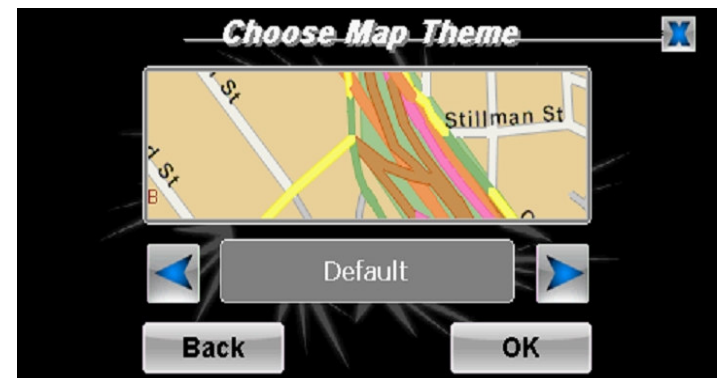 Choose Map Theme
X
St
Stillman St
d St
B
Default
Back
OK